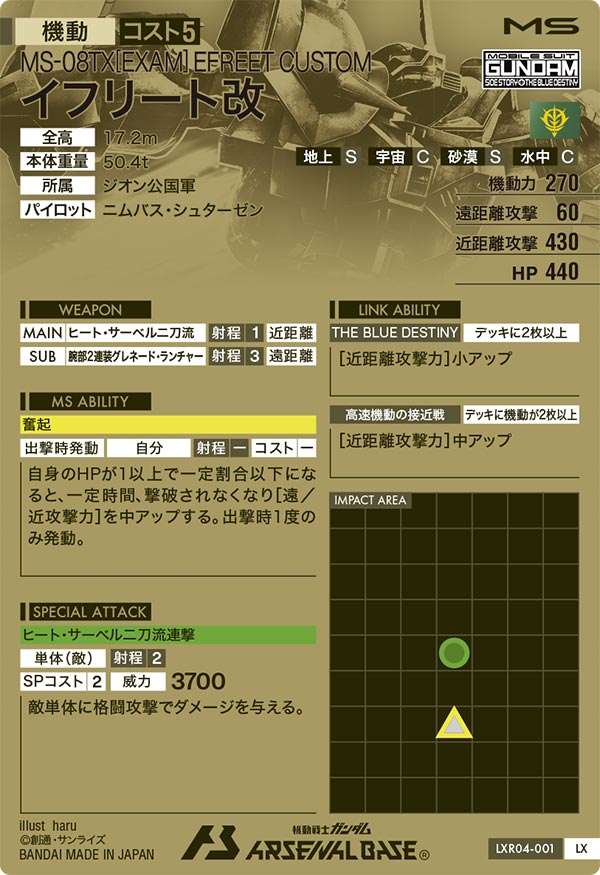 機動 コスト5
MS
MS-08TX[EXAM] EFREET CUSTOM
イフリート改
MOBILE SUIT
GUNDAM
SIDE STORY THE BLUE DESTINY
全高 17.2m
本体重量 50.4t
所属 ジオン公国軍
パイロット ニムバス・シュターゼン
地上 S 宇宙 C 砂漠 S 水中 C
機動力 270
遠距離攻撃 60
近距離攻撃 430
HP 440
WEAPON
MAIN ヒート・サーベル二刀流 射程 1 近距離
SUB 腕部2連装グレネード・ランチャー 射程 3 遠距離
MS ABILITY
奮起
出撃時発動 自分 射程 ー コスト ー
自身のHPが1以上で一定割合以下にな
ると、一定時間、撃破されなくなり[遠／
近攻撃力]を中アップする。出撃時1度の
み発動。
SPECIAL ATTACK
ヒート・サーベル二刀流連撃
単体(敵) 射程 2
SPコスト 2 威力 3700
敵単体に格闘攻撃でダメージを与える。
LINK ABILITY
THE BLUE DESTINY デッキに2枚以上
[近距離攻撃力]小アップ
高速機動の接近戦 デッキに機動が2枚以上
[近距離攻撃力]中アップ
IMPACT AREA
illust haru
©創通・サンライズ
BANDAI MADE IN JAPAN
機動戦士ガンダム
ARSENAL BASE®
LXR04-001 LX